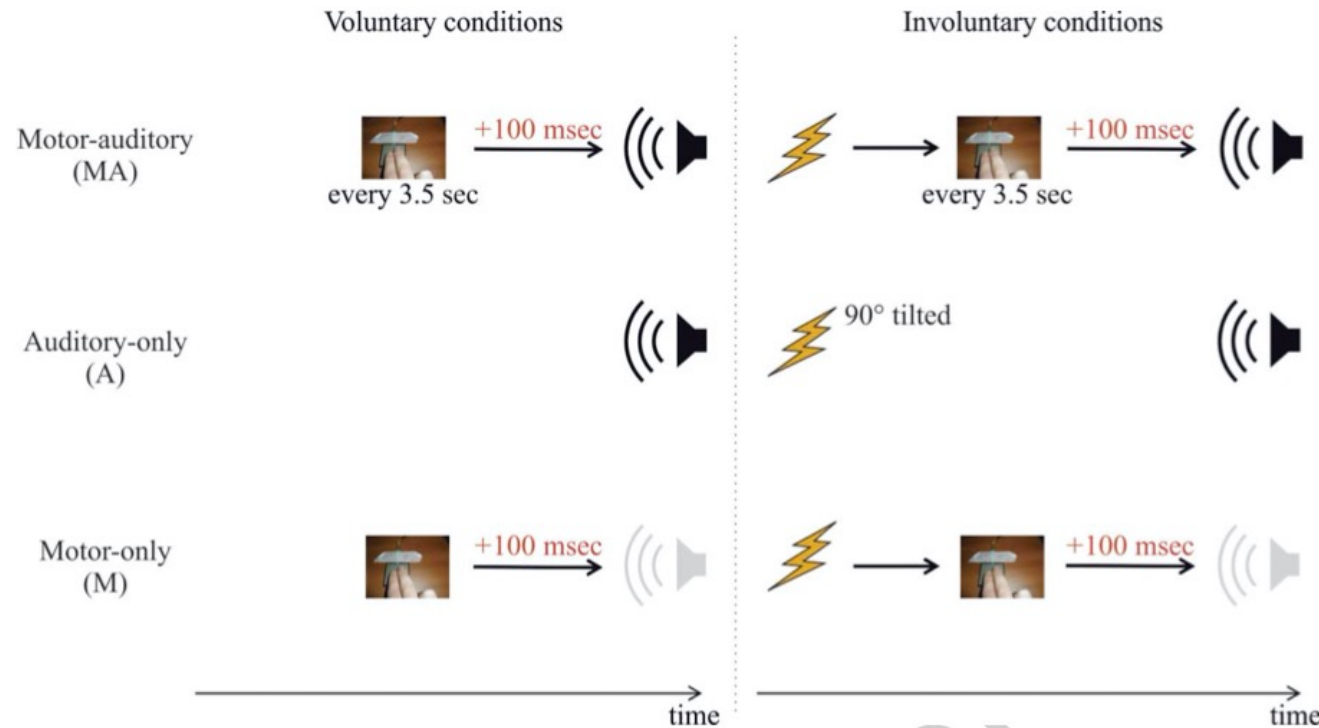 Voluntary conditions
Involuntary conditions
Motor-auditory
(MA)
+100 msec
every 3.5 sec
+100 msec
every 3.5 sec
Auditory-only
(A)
90° tilted
Motor-only
(M)
+100 msec
+100 msec
time
time